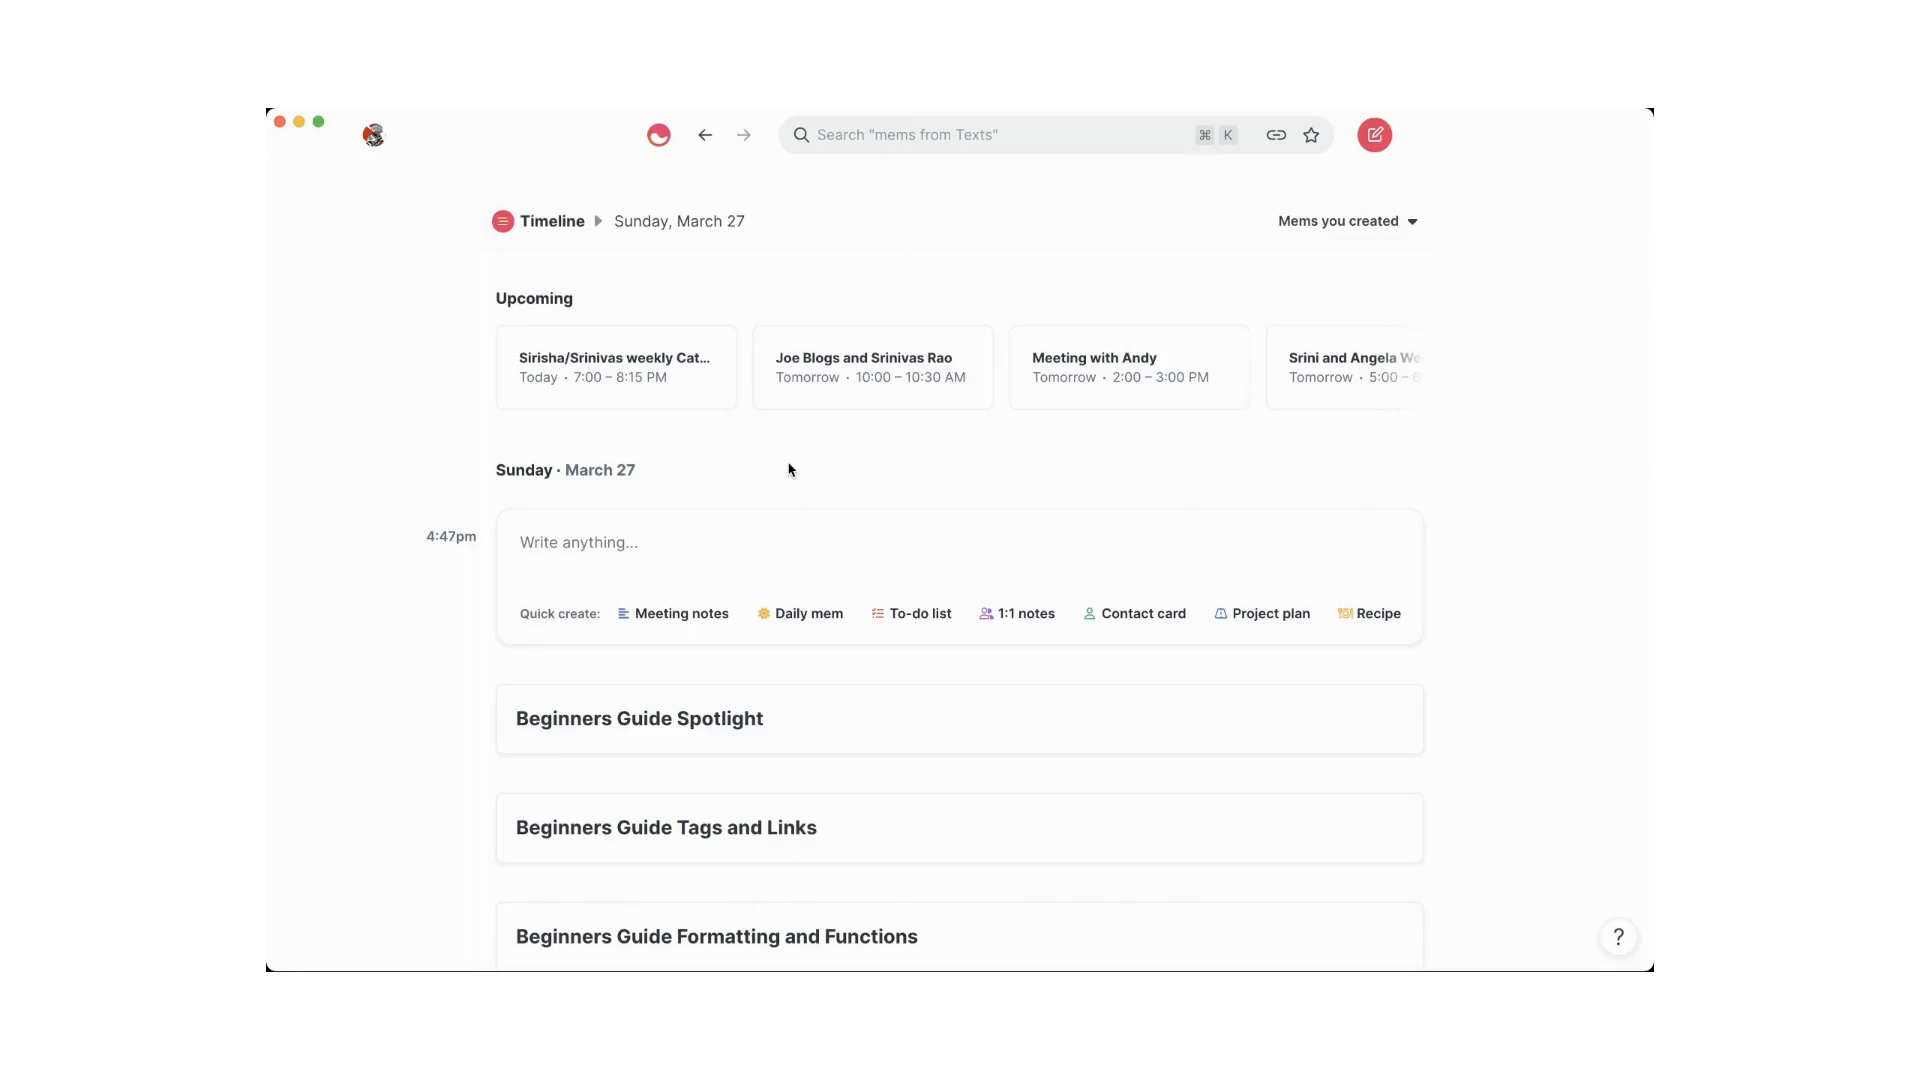 Search "mems from Texts" ⌘ K
Timeline Sunday, March 27
Mems you created
Upcoming
Sirisha/Srinivas weekly Cat...
Today · 7:00 – 8:15 PM
Joe Blogs and Srinivas Rao
Tomorrow · 10:00 – 10:30 AM
Meeting with Andy
Tomorrow · 2:00 – 3:00 PM
Srini and Angela We
Tomorrow · 5:00 – 6
Sunday · March 27
4:47pm
Write anything...
Quick create: Meeting notes Daily mem To-do list 1:1 notes Contact card Project plan Recipe
Beginners Guide Spotlight
Beginners Guide Tags and Links
Beginners Guide Formatting and Functions
?